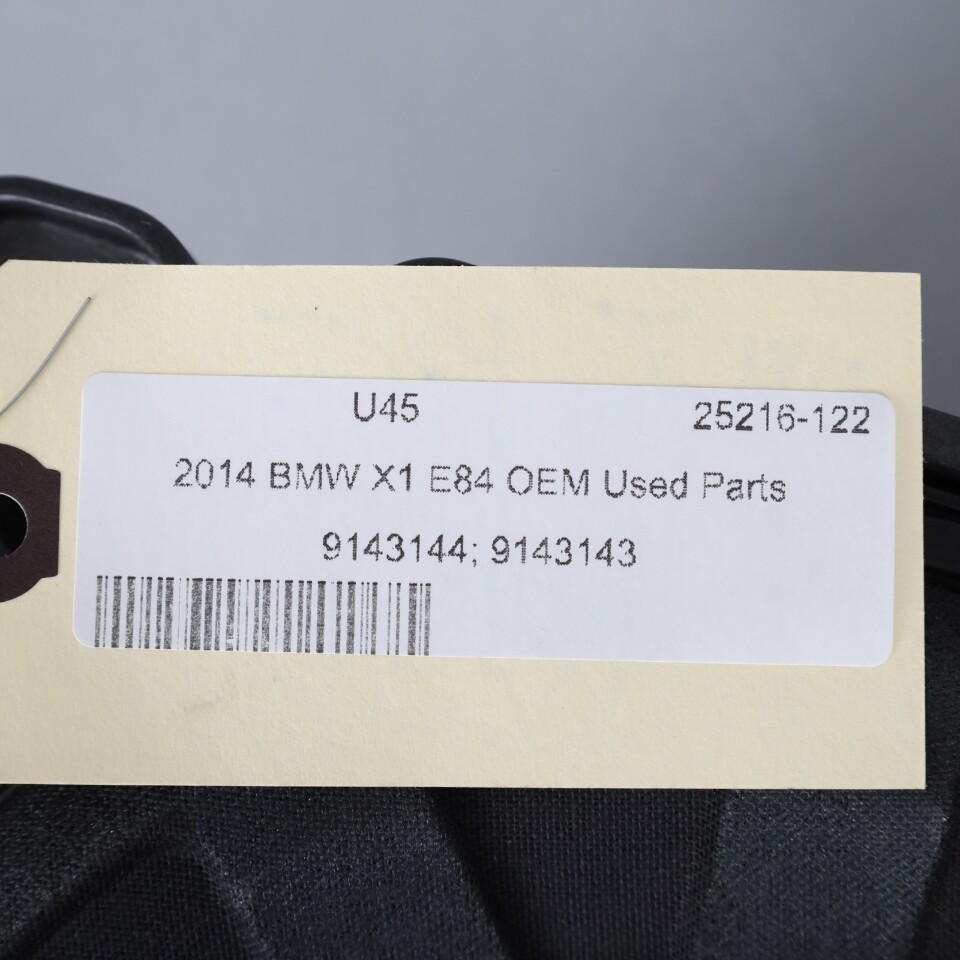 U45 25216-122
2014 BMW X1 E84 OEM Used Parts
9143144; 9143143